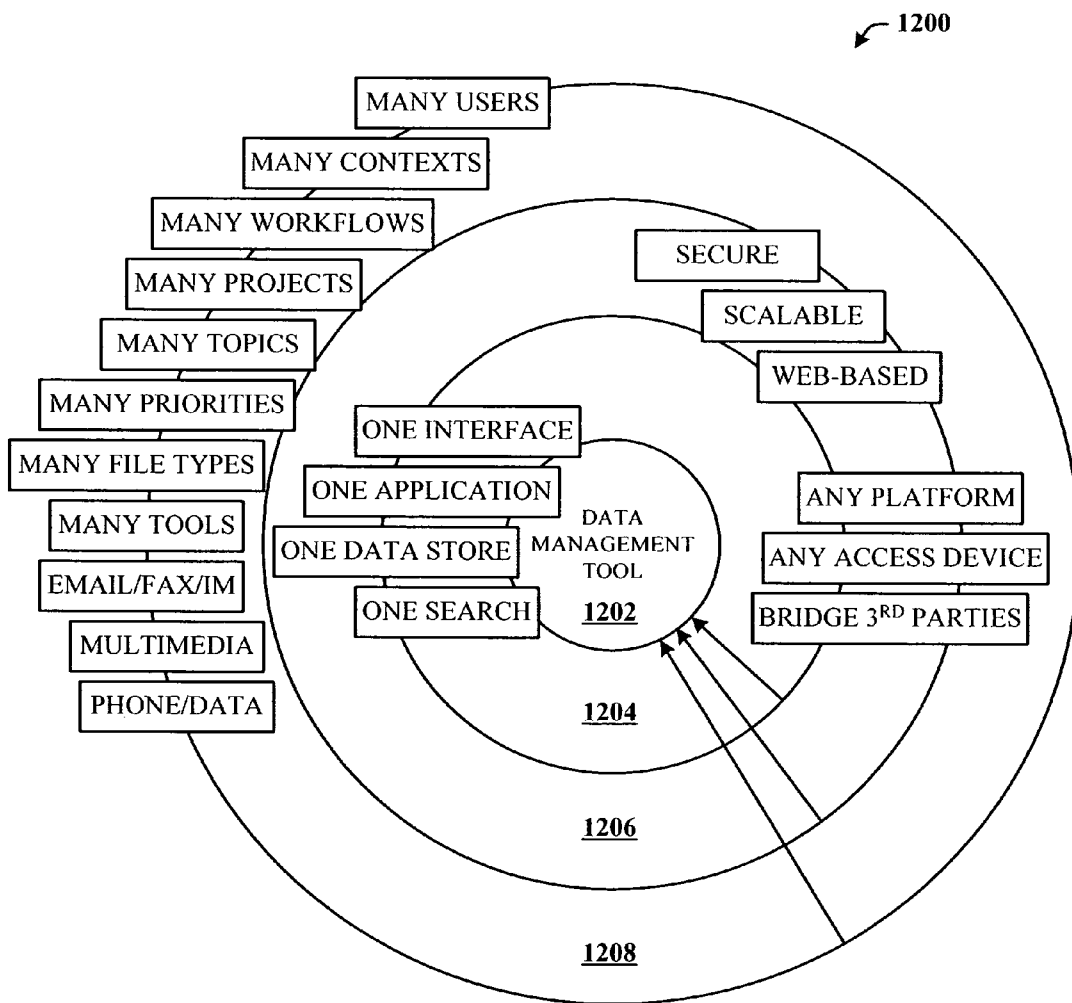 1200
MANY USERS
MANY CONTEXTS
MANY WORKFLOWS
MANY PROJECTS
MANY TOPICS
MANY PRIORITIES
MANY FILE TYPES
MANY TOOLS
EMAIL/FAX/IM
MULTIMEDIA
PHONE/DATA
SECURE
SCALABLE
WEB-BASED
ONE INTERFACE
ONE APPLICATION
ONE DATA STORE
ONE SEARCH
DATA
MANAGEMENT
TOOL
1202
ANY PLATFORM
ANY ACCESS DEVICE
BRIDGE 3RD PARTIES
1204
1206
1208